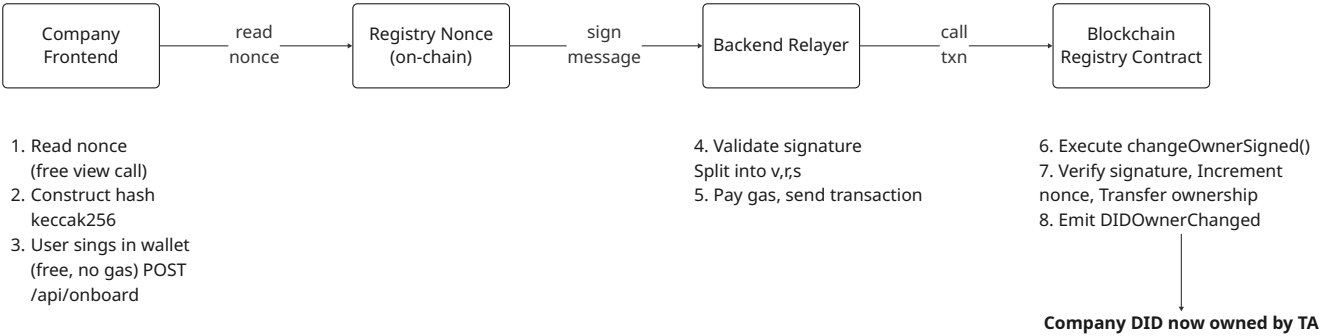 Company
Frontend
read
nonce
Registry Nonce
(on-chain)
sign
message
Backend Relayer
call
txn
Blockchain
Registry Contract
1. Read nonce
(free view call)
2. Construct hash
keccak256
3. User sings in wallet
(free, no gas) POST
/api/onboard
4. Validate signature
Split into v,r,s
5. Pay gas, send transaction
6. Execute changeOwnerSigned()
7. Verify signature, Increment
nonce, Transfer ownership
8. Emit DIDOwnerChanged
Company DID now owned by TA